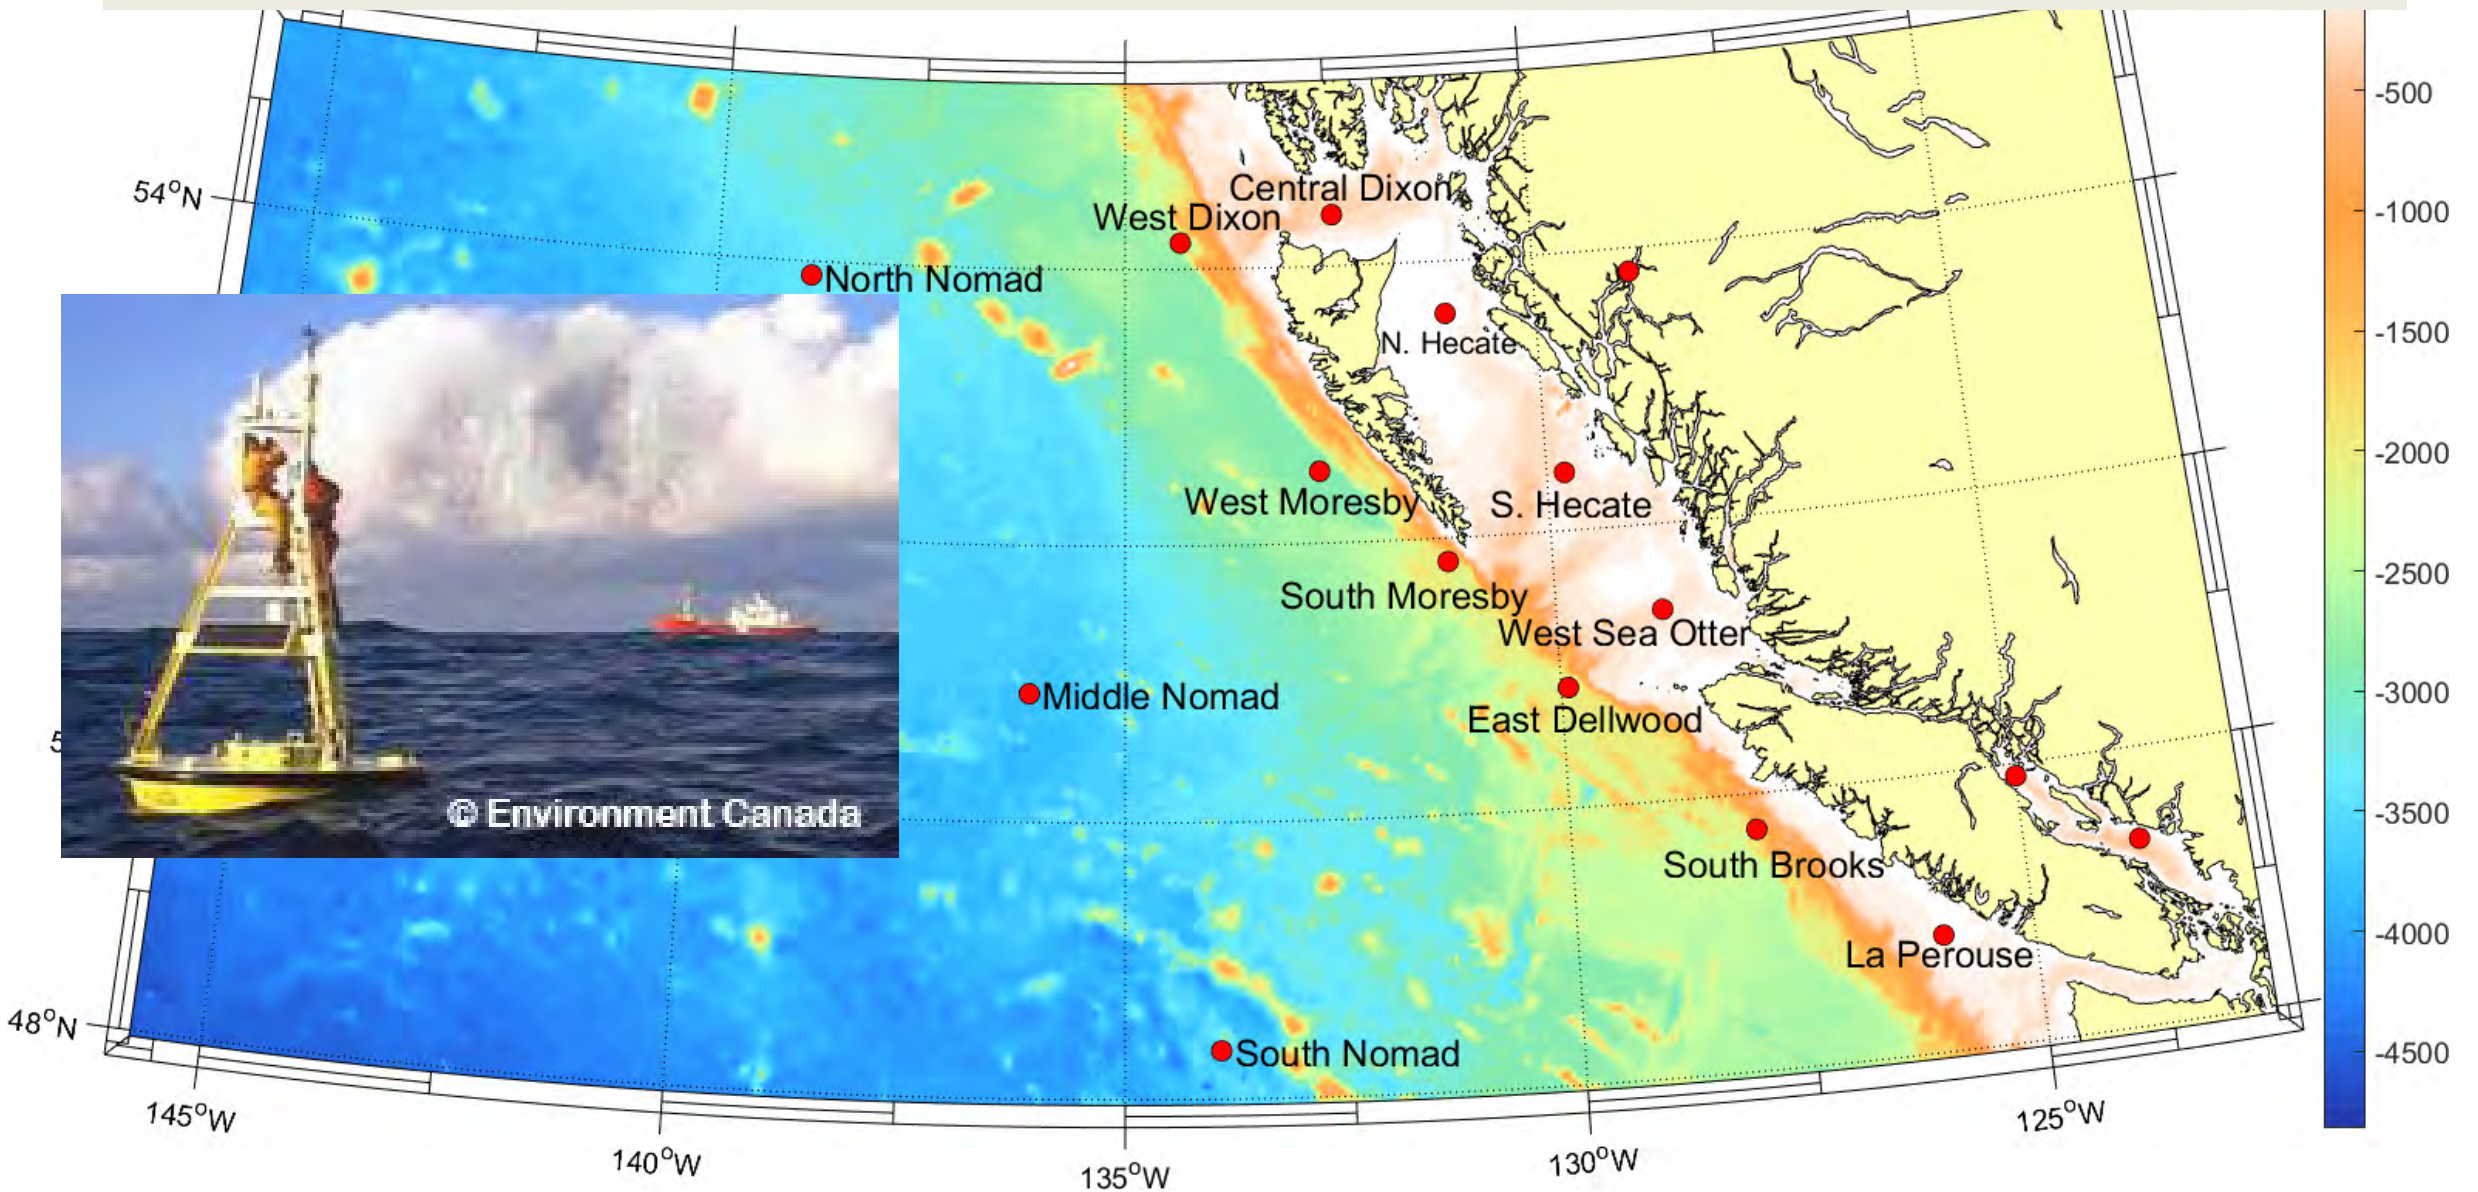 -500
54°N
Central Dixon
-1000
West Dixon
North Nomad
N. Hecate
-1500
-2000
West Moresby
S. Hecate
-2500
South Moresby
West Sea Otter
-3000
Middle Nomad
East Dellwood
5
© Environment Canada
-3500
South Brooks
-4000
La Perouse
48°N
South Nomad
-4500
145°W
125°W
140°W
130°W
135°W